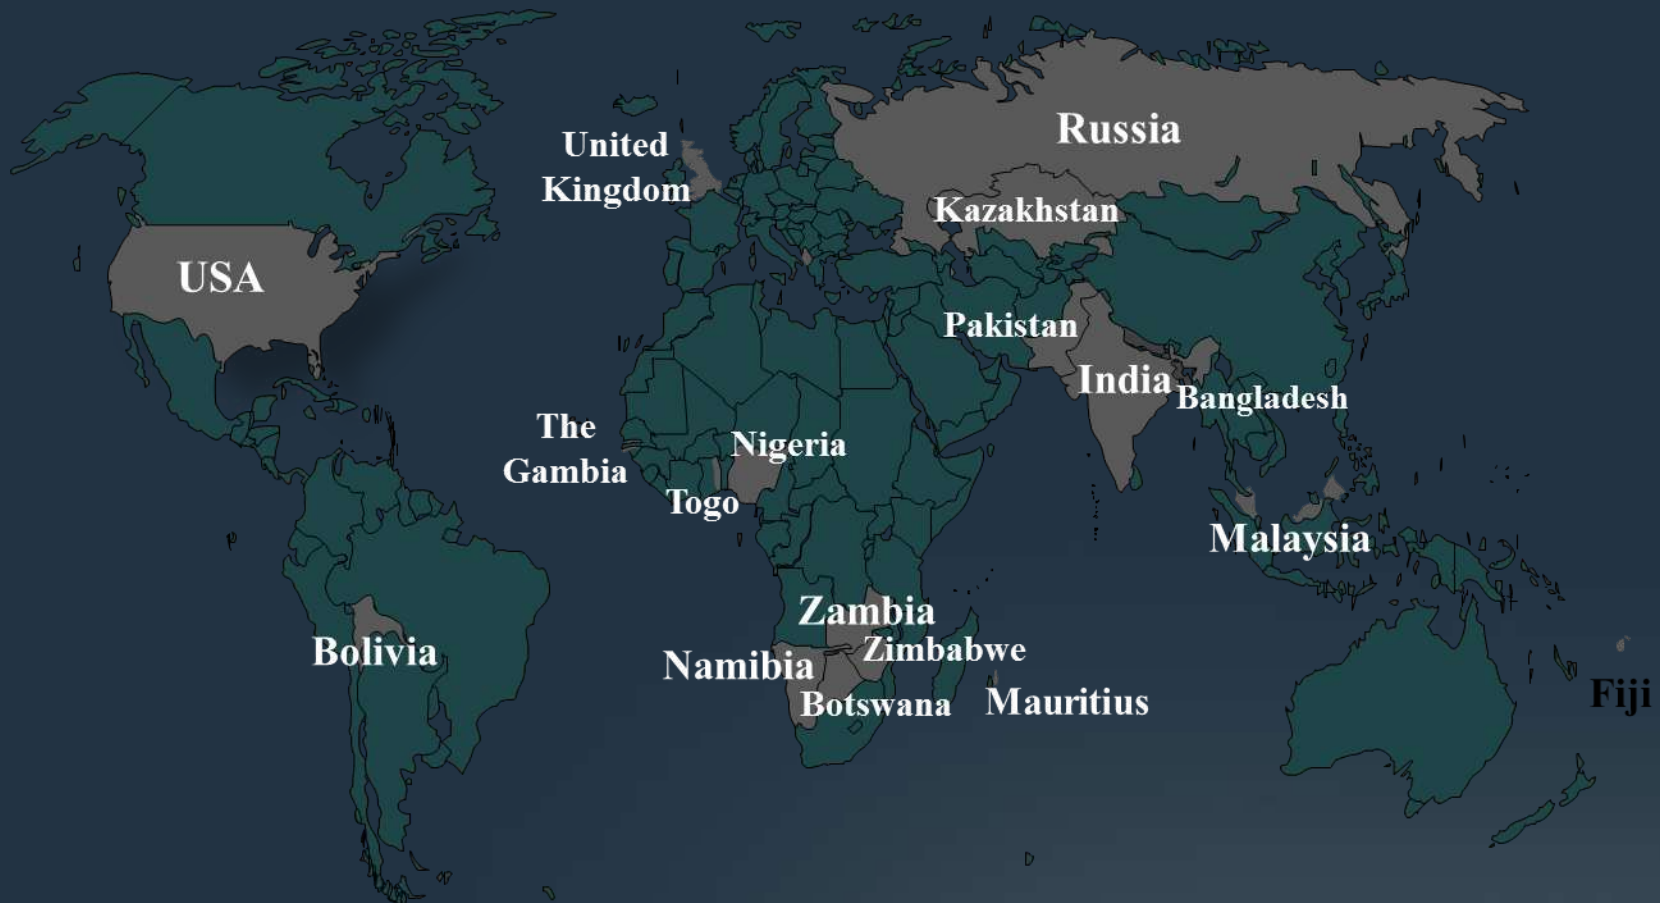 Russia
United
Kingdom
Kazakhstan
USA
Pakistan
India
Bangladesh
The
Gambia
Nigeria
Togo
Malaysia
Zambia
Bolivia
Zimbabwe
Namibia
Botswana
Mauritius
Fiji